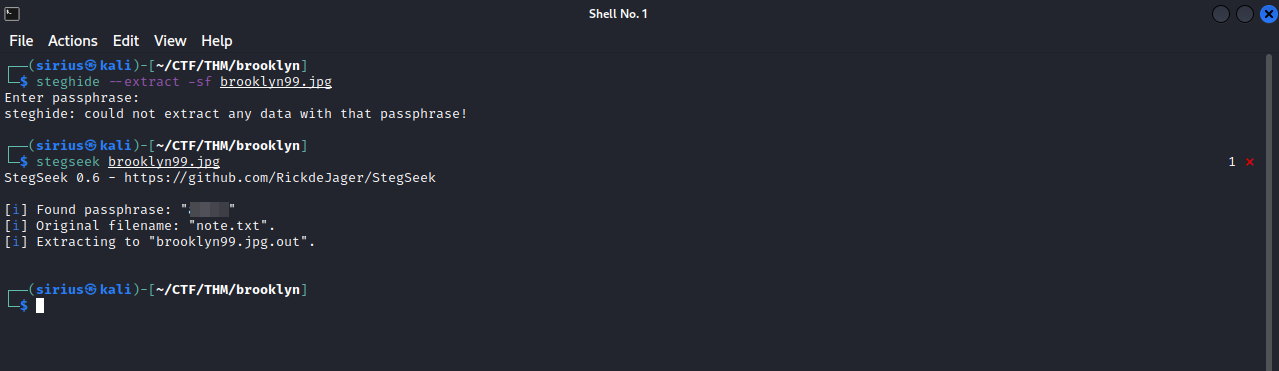 Shell No. 1
File Actions Edit View Help
┌──(sirius㉿kali)-[~/CTF/THM/brooklyn]
└─$ steghide --extract -sf brooklyn99.jpg
Enter passphrase:
steghide: could not extract any data with that passphrase!
┌──(sirius㉿kali)-[~/CTF/THM/brooklyn]
└─$ stegseek brooklyn99.jpg 1 ⨯
StegSeek 0.6 - https://github.com/RickdeJager/StegSeek
[i] Found passphrase: ""
[i] Original filename: "note.txt".
[i] Extracting to "brooklyn99.jpg.out".
┌──(sirius㉿kali)-[~/CTF/THM/brooklyn]
└─$